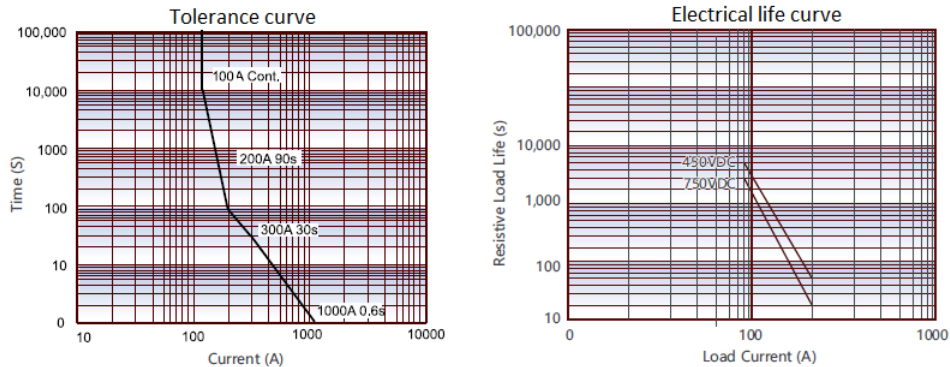 Tolerance curve
100,000
10,000
1000
100
10
0
Time (S)
100A Cont.
200A 90s
300A 30s
1000A 0.6s
10
100
1000
10000
Current (A)
Electrical life curve
100,000
10,000
1,000
100
10
Resistive Load Life (s)
450VDC
750VDC
0
100
1000
Load Current (A)